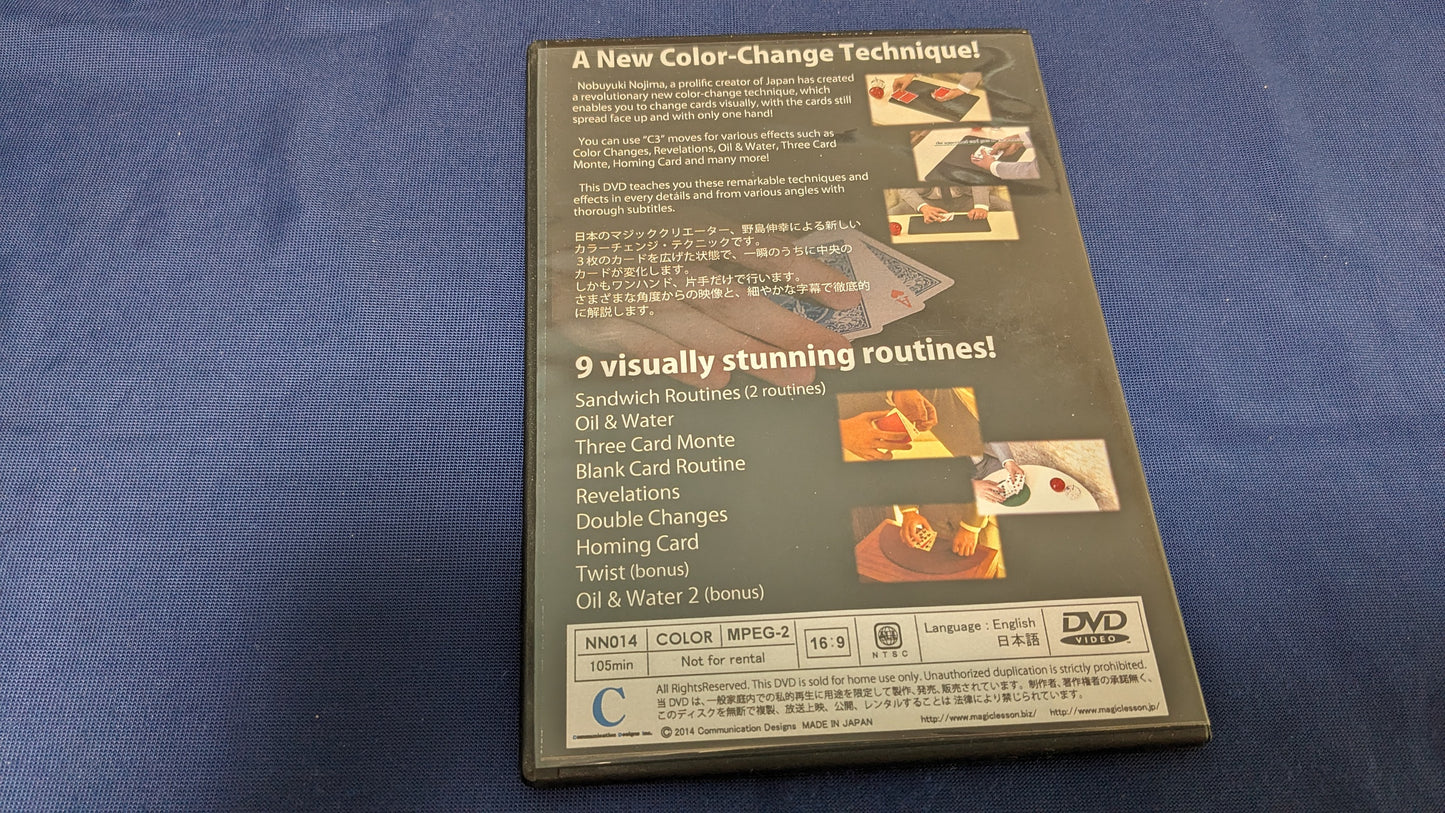 A New Color-Change Technique!
Nobuyuki Nojima, a prolific creator of Japan has created
a revolutionary new color-change technique, which
enables you to change cards visually, with the cards still
spread face up and with only one hand!
You can use "C3" moves for various effects such as
Color Changes, Revelations, Oil & Water, Three Card
Monte, Homing Card and many more!
This DVD teaches you these remarkable techniques and
effects in every details and from various angles with
thorough subtitles.
日本のマジッククリエーター、野島伸幸による新しい
カラーチェンジ・テクニックです。
３枚のカードを広げた状態で、一瞬のうちに中央の
カードが変化します。
しかもワンハンド、片手だけで行います。
さまざまな角度からの映像と、細やかな字幕で徹底的
に解説します。
9 visually stunning routines!
Sandwich Routines (2 routines)
Oil & Water
Three Card Monte
Blank Card Routine
Revelations
Double Changes
Homing Card
Twist (bonus)
Oil & Water 2 (bonus)
NN014 COLOR MPEG-2
105min Not for rental
16:9
ALL
NTSC
Language : English
日本語
DVD
VIDEO
All RightsReserved. This DVD is sold for home use only. Unauthorized duplication is strictly prohibited.
当 DVD は、一般家庭内での私的再生に用途を限定して製作、発売、販売されています。制作者、著作権者の承諾無く、
このディスクを無断で複製、放送上映、公開、レンタルすることは 法律により禁じられています。
C
Communication Designs Inc.
© 2014 Communication Designs MADE IN JAPAN
http://www.magiclesson.biz/ http://www.magiclesson.jp/